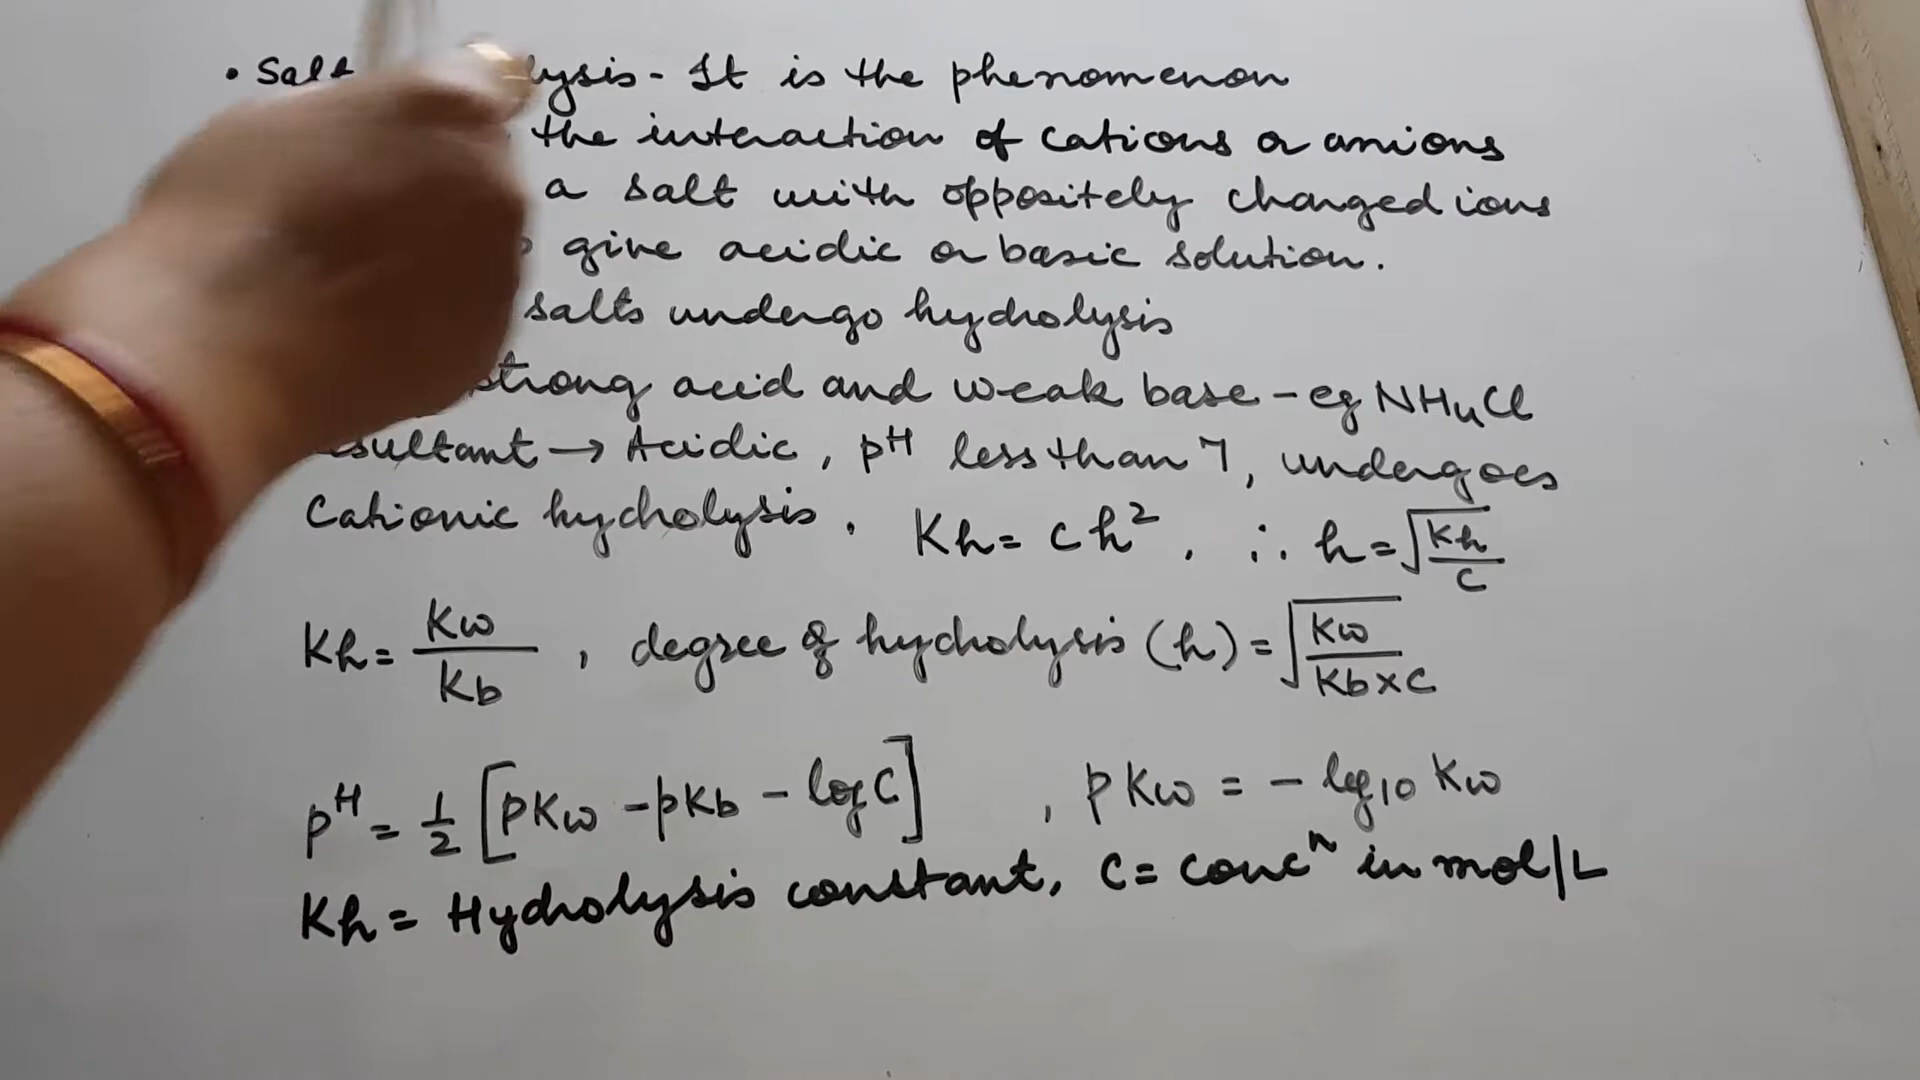 • Salt lysis - It is the phenomenon
the interaction of cations or anions
a salt with oppositely charged ions
give acidic or basic solution.
salts undergo hydrolysis
strong acid and weak base - eg NH₄Cl
sultant → Acidic, pᴴ less than 7, undergoes
Cationic hydrolysis. Kh = ch², ∴ h = √(Kh/C)
Kh = Kw/Kb, degree of hydrolysis (h) = √(Kw/(Kb×C))
pᴴ = 1/2 [pKw - pKb - log C], pKw = - log₁₀ Kw
Kh = Hydrolysis constant, C = concⁿ in mol/L